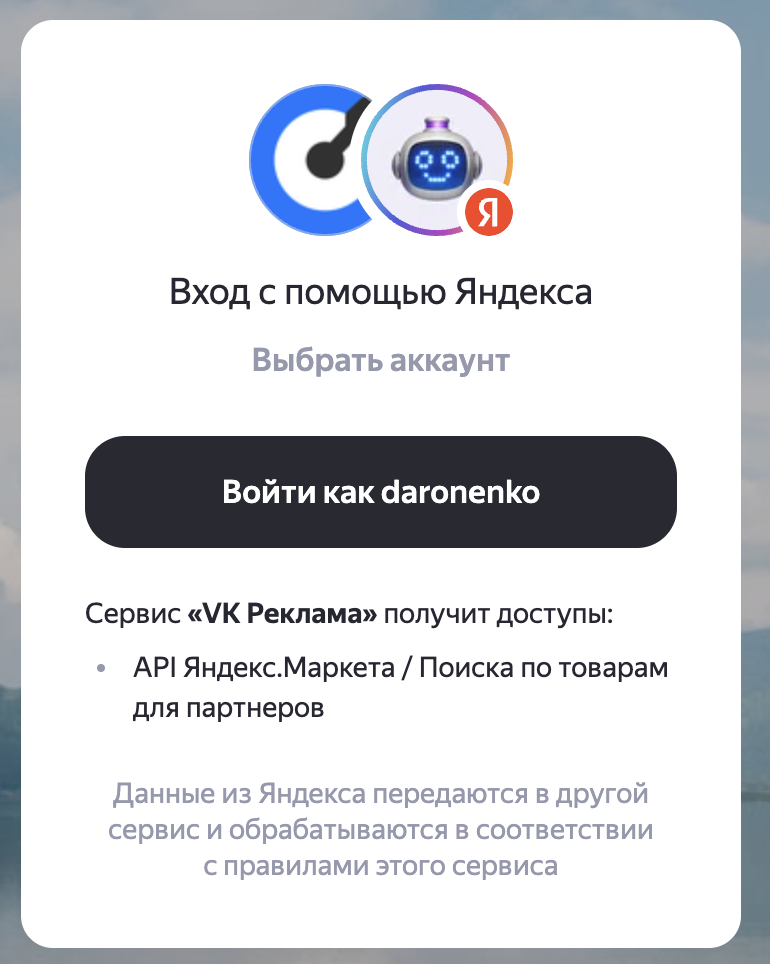 Я
Вход с помощью Яндекса
Выбрать аккаунт
Войти как daronenko
Сервис «VK Реклама» получит доступы:
• API Яндекс.Маркета / Поиска по товарам
для партнеров
Данные из Яндекса передаются в другой
сервис и обрабатываются в соответствии
с правилами этого сервиса